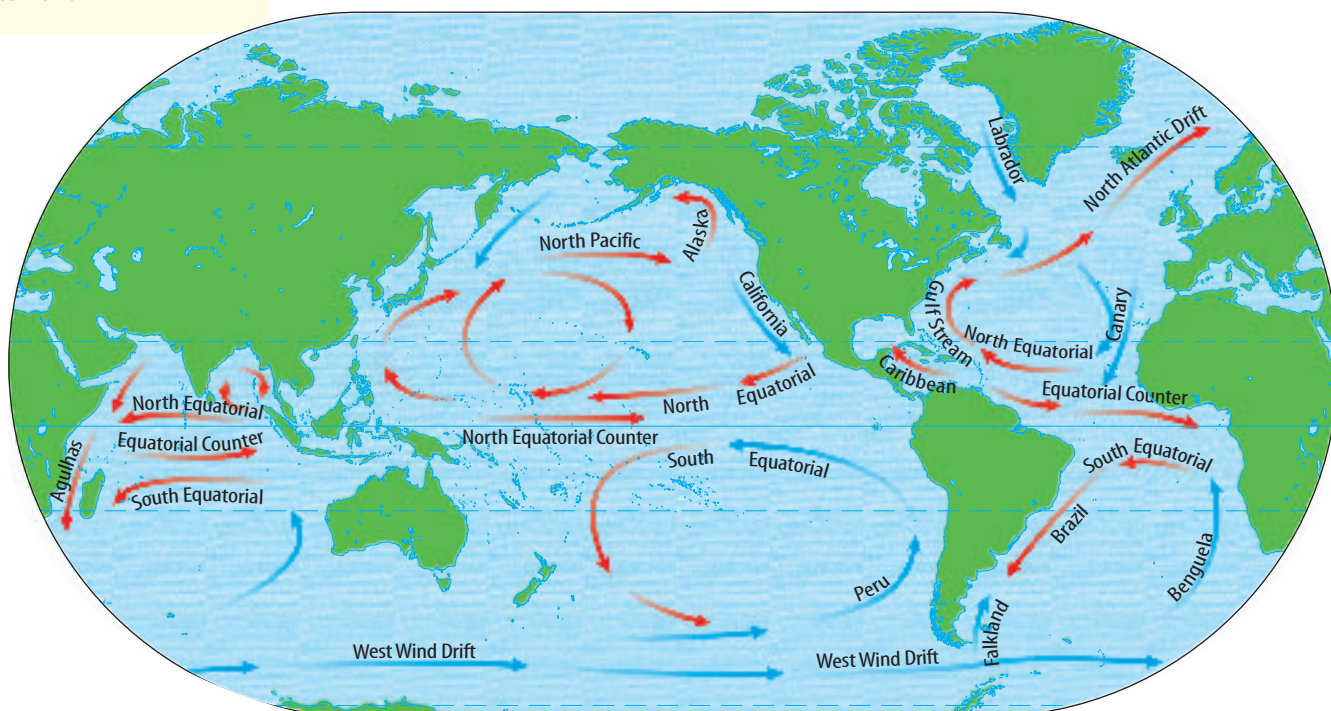 Labrador
North Atlantic Drift
North Pacific
Alaska
California
Gulf Stream
Canary
North Equatorial
Caribbean
Equatorial Counter
North Equatorial
North Equatorial
Equatorial Counter
North Equatorial Counter
South Equatorial
South Equatorial
Agulhas
South Equatorial
Brazil
Peru
Benguela
Falkland
West Wind Drift
West Wind Drift